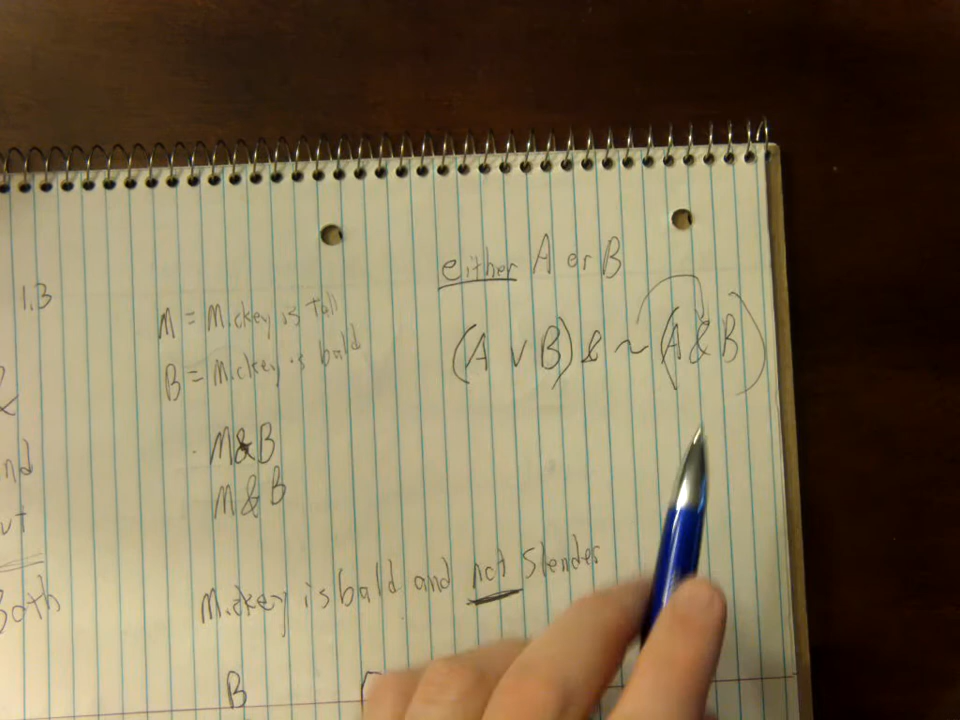 1.3
nd
Both
M = Mickey is Tall
B = Mickey is bald
M&B
M&B
Mickey is bald and not Slender
B
either A or B
(A v B) & ~ (A & B)